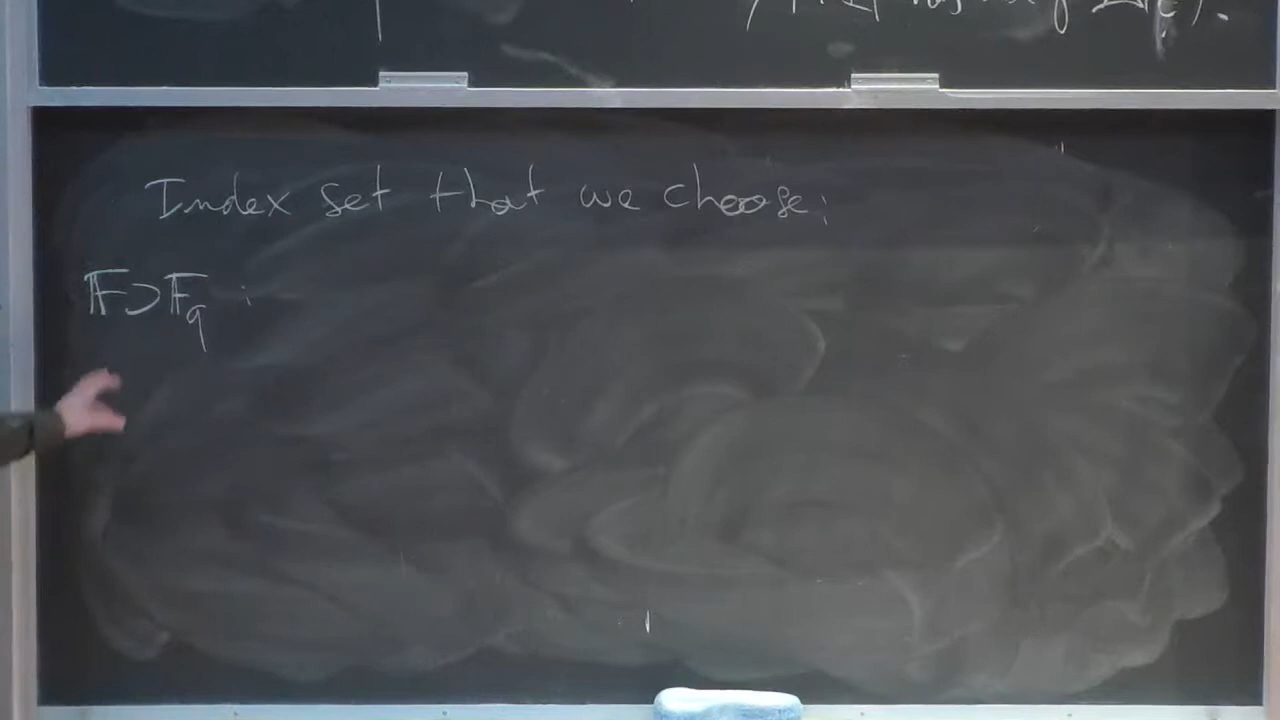 Index set that we choose:
𝔽 ⊃ 𝔽_q :